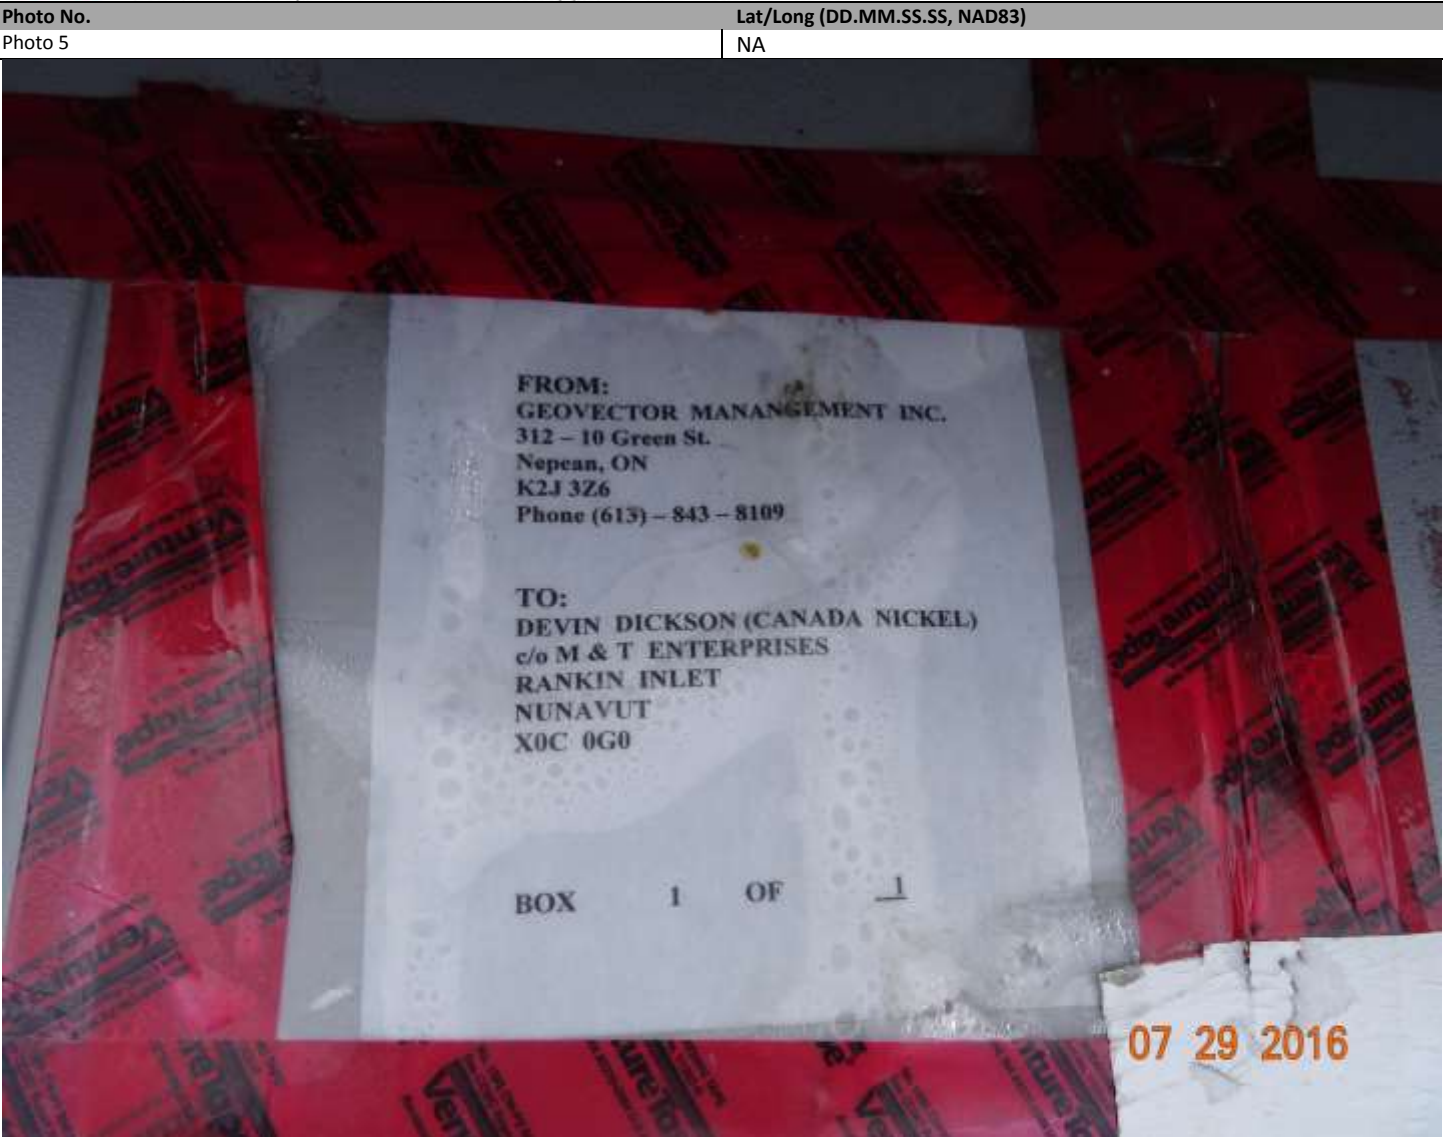 Photo No. Lat/Long (DD.MM.SS.SS, NAD83)
Photo 5 NA
FROM:
GEOVECTOR MANANGEMENT INC.
312 – 10 Green St.
Nepean, ON
K2J 3Z6
Phone (613) – 843 – 8109
TO:
DEVIN DICKSON (CANADA NICKEL)
c/o M & T ENTERPRISES
RANKIN INLET
NUNAVUT
X0C 0G0
BOX 1 OF 1
Venture Tape
07 29 2016